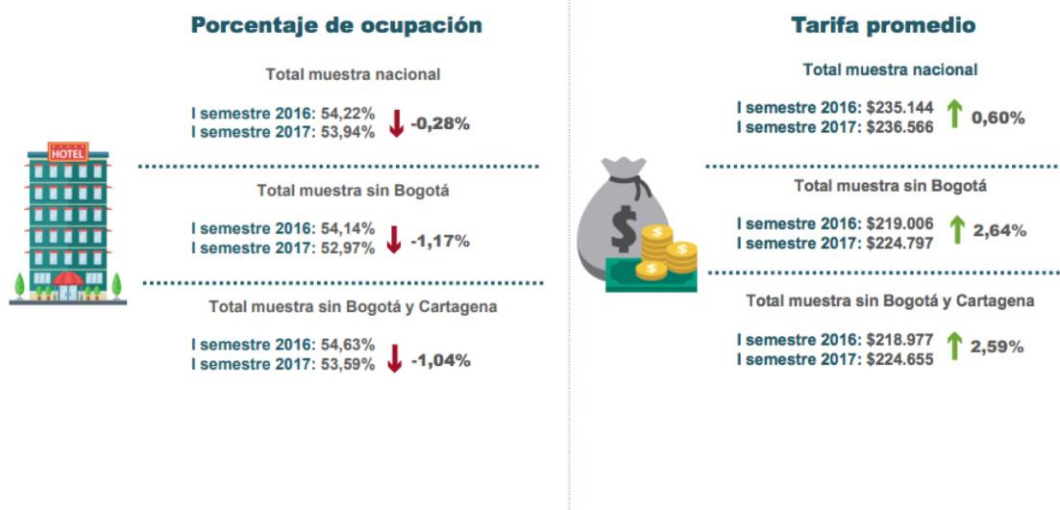 Porcentaje de ocupación
Total muestra nacional
I semestre 2016: 54,22%
I semestre 2017: 53,94%
-0,28%
HOTEL
Total muestra sin Bogotá
I semestre 2016: 54,14%
I semestre 2017: 52,97%
-1,17%
Total muestra sin Bogotá y Cartagena
I semestre 2016: 54,63%
I semestre 2017: 53,59%
-1,04%
Tarifa promedio
Total muestra nacional
I semestre 2016: $235.144
I semestre 2017: $236.566
0,60%
Total muestra sin Bogotá
I semestre 2016: $219.006
I semestre 2017: $224.797
2,64%
$
$
$
$
Total muestra sin Bogotá y Cartagena
I semestre 2016: $218.977
I semestre 2017: $224.655
2,59%